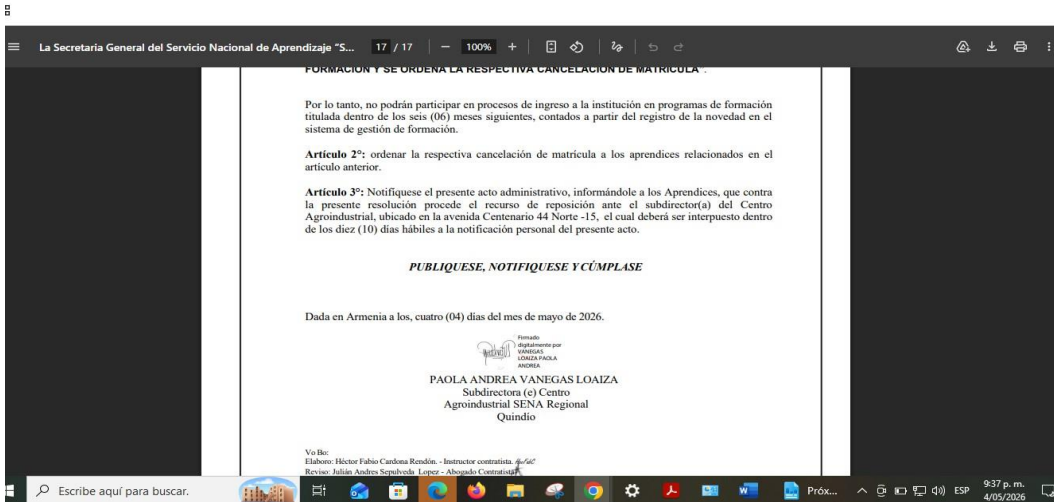 La Secretaria General del Servicio Nacional de Aprendizaje "S... 17 / 17 100%
FORMACIÓN Y SE ORDENA LA RESPECTIVA CANCELACIÓN DE MATRICULA".
Por lo tanto, no podrán participar en procesos de ingreso a la institución en programas de formación
titulada dentro de los seis (06) meses siguientes, contados a partir del registro de la novedad en el
sistema de gestión de formación.
Artículo 2°: ordenar la respectiva cancelación de matrícula a los aprendices relacionados en el
artículo anterior.
Artículo 3°: Notifíquese el presente acto administrativo, informándole a los Aprendices, que contra
la presente resolución procede el recurso de reposición ante el subdirector(a) del Centro
Agroindustrial, ubicado en la avenida Centenario 44 Norte -15, el cual deberá ser interpuesto dentro
de los diez (10) días hábiles a la notificación personal del presente acto.
PUBLIQUESE, NOTIFIQUESE Y CÚMPLASE
Dada en Armenia a los, cuatro (04) días del mes de mayo de 2026.
Firmado
digitalmente por
VANEGAS
LOAIZA PAOLA
ANDREA
PAOLA ANDREA VANEGAS LOAIZA
Subdirectora (e) Centro
Agroindustrial SENA Regional
Quindío
Vo Bo:
Elaboro: Héctor Fabio Cardona Rendón. - Instructor contratista.
Reviso: Julián Andres Sepulveda Lopez - Abogado Contratista
Escribe aquí para buscar.
Próx...
ESP
9:37 p. m.
4/05/2026